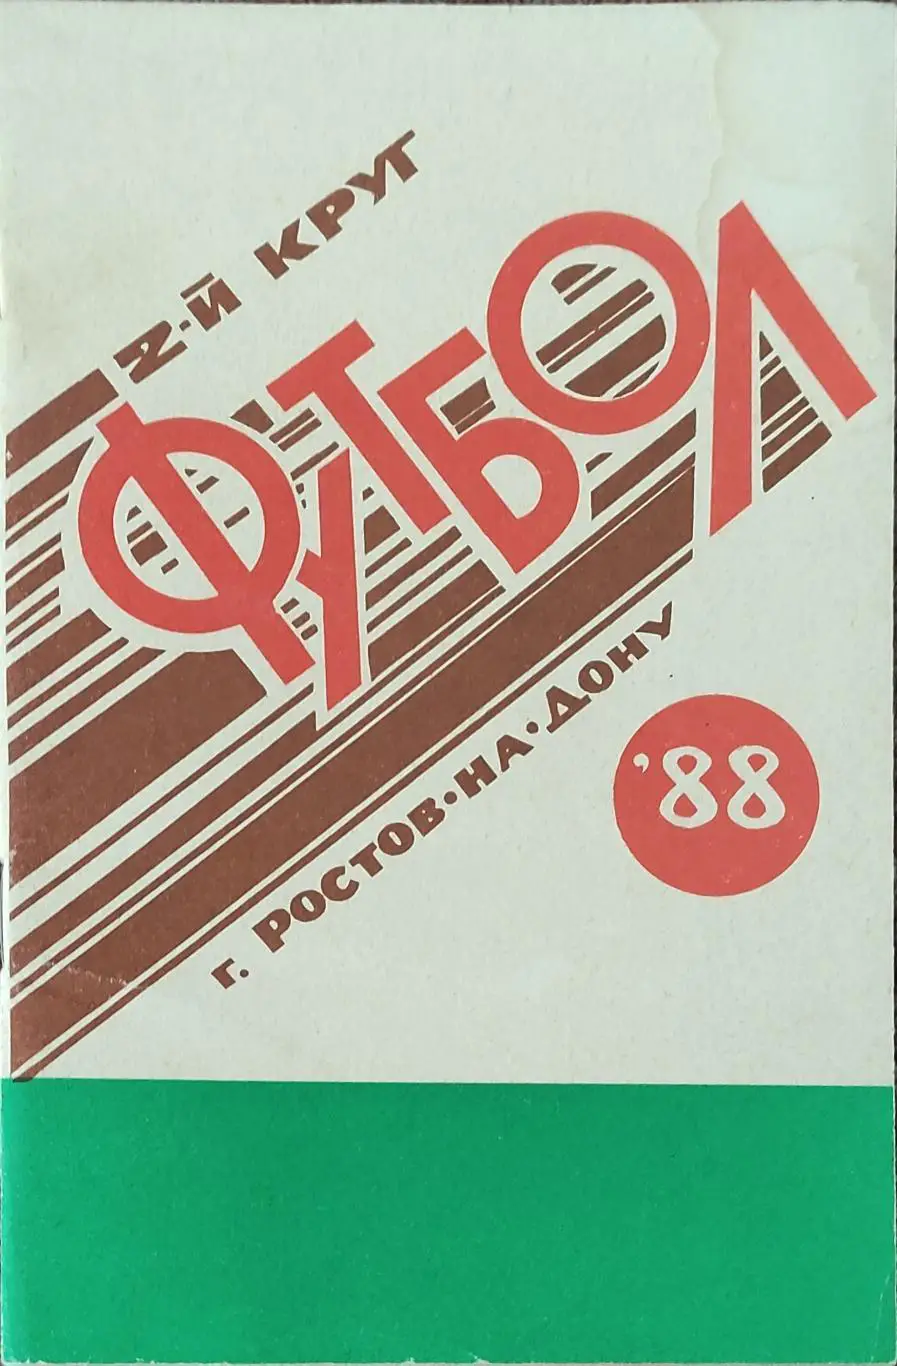 2-Й КРУГ
ФУТБОЛ
г. РОСТОВ·НА·ДОНУ
'88